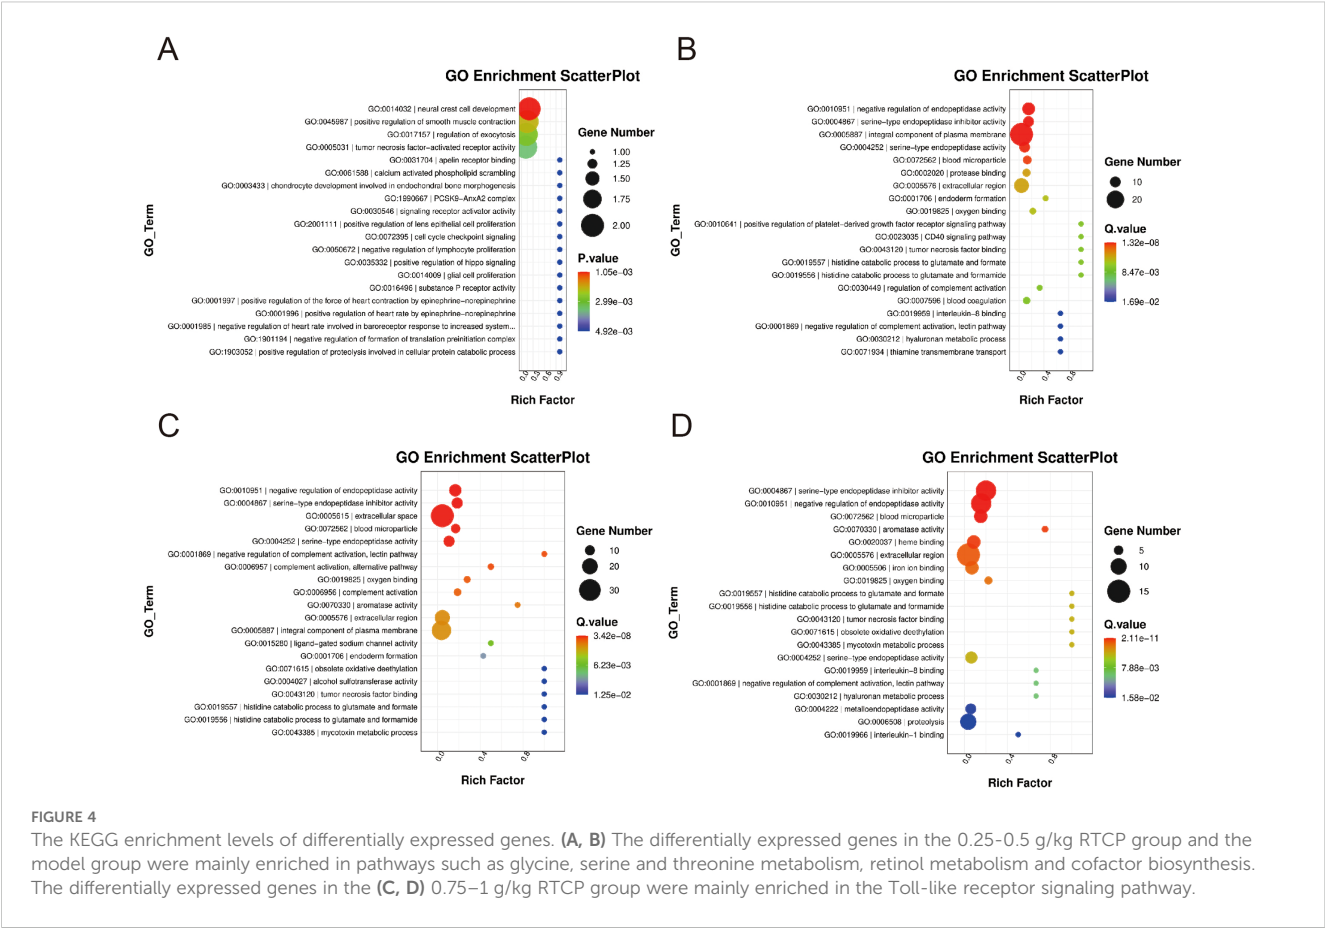 A
GO Enrichment ScatterPlot
GO_Term
GO:0014032 | neural crest cell development
GO:0045987 | positive regulation of smooth muscle contraction
GO:0017157 | regulation of exocytosis
GO:0005031 | tumor necrosis factor−activated receptor activity
GO:0031704 | apelin receptor binding
GO:0061588 | calcium activated phospholipid scrambling
GO:0003433 | chondrocyte development involved in endochondral bone morphogenesis
GO:1990667 | PCSK9−AnxA2 complex
GO:0030546 | signaling receptor activator activity
GO:2001111 | positive regulation of lens epithelial cell proliferation
GO:0072395 | cell cycle checkpoint signaling
GO:0050672 | negative regulation of lymphocyte proliferation
GO:0035332 | positive regulation of hippo signaling
GO:0014009 | glial cell proliferation
GO:0016496 | substance P receptor activity
GO:0001997 | positive regulation of the force of heart contraction by epinephrine−norepinephrine
GO:0001996 | positive regulation of heart rate by epinephrine−norepinephrine
GO:0001985 | negative regulation of heart rate involved in baroreceptor response to increased system...
GO:1901194 | negative regulation of formation of translation preinitiation complex
GO:1903052 | positive regulation of proteolysis involved in cellular protein catabolic process
0.0 0.3 0.6 0.9
Rich Factor
Gene Number
1.00
1.25
1.50
1.75
2.00
P.value
1.05e−03
2.99e−03
4.92e−03
B
GO Enrichment ScatterPlot
GO_Term
GO:0010951 | negative regulation of endopeptidase activity
GO:0004867 | serine−type endopeptidase inhibitor activity
GO:0005887 | integral component of plasma membrane
GO:0004252 | serine−type endopeptidase activity
GO:0072562 | blood microparticle
GO:0002020 | protease binding
GO:0005576 | extracellular region
GO:0001706 | endoderm formation
GO:0019825 | oxygen binding
GO:0010641 | positive regulation of platelet−derived growth factor receptor signaling pathway
GO:0023035 | CD40 signaling pathway
GO:0043120 | tumor necrosis factor binding
GO:0019557 | histidine catabolic process to glutamate and formate
GO:0019556 | histidine catabolic process to glutamate and formamide
GO:0030449 | regulation of complement activation
GO:0007596 | blood coagulation
GO:0019959 | interleukin−8 binding
GO:0001869 | negative regulation of complement activation, lectin pathway
GO:0030212 | hyaluronan metabolic process
GO:0071934 | thiamine transmembrane transport
0.0 0.4 0.8
Rich Factor
Gene Number
10
20
Q.value
1.32e−08
8.47e−03
1.69e−02
C
GO Enrichment ScatterPlot
GO_Term
GO:0010951 | negative regulation of endopeptidase activity
GO:0004867 | serine−type endopeptidase inhibitor activity
GO:0005615 | extracellular space
GO:0072562 | blood microparticle
GO:0004252 | serine−type endopeptidase activity
GO:0001869 | negative regulation of complement activation, lectin pathway
GO:0006957 | complement activation, alternative pathway
GO:0019825 | oxygen binding
GO:0006956 | complement activation
GO:0070330 | aromatase activity
GO:0005576 | extracellular region
GO:0005887 | integral component of plasma membrane
GO:0015280 | ligand−gated sodium channel activity
GO:0001706 | endoderm formation
GO:0071615 | obsolete oxidative deethylation
GO:0004027 | alcohol sulfotransferase activity
GO:0043120 | tumor necrosis factor binding
GO:0019557 | histidine catabolic process to glutamate and formate
GO:0019556 | histidine catabolic process to glutamate and formamide
GO:0043385 | mycotoxin metabolic process
0.0 0.4 0.8
Rich Factor
Gene Number
10
20
30
Q.value
3.42e−08
6.23e−03
1.25e−02
D
GO Enrichment ScatterPlot
GO_Term
GO:0004867 | serine−type endopeptidase inhibitor activity
GO:0010951 | negative regulation of endopeptidase activity
GO:0072562 | blood microparticle
GO:0070330 | aromatase activity
GO:0020037 | heme binding
GO:0005576 | extracellular region
GO:0005506 | iron ion binding
GO:0019825 | oxygen binding
GO:0019557 | histidine catabolic process to glutamate and formate
GO:0019556 | histidine catabolic process to glutamate and formamide
GO:0043120 | tumor necrosis factor binding
GO:0071615 | obsolete oxidative deethylation
GO:0043385 | mycotoxin metabolic process
GO:0004252 | serine−type endopeptidase activity
GO:0019959 | interleukin−8 binding
GO:0001869 | negative regulation of complement activation, lectin pathway
GO:0030212 | hyaluronan metabolic process
GO:0004222 | metalloendopeptidase activity
GO:0006508 | proteolysis
GO:0019966 | interleukin−1 binding
0.0 0.4 0.8
Rich Factor
Gene Number
5
10
15
Q.value
2.11e−11
7.88e−03
1.58e−02
FIGURE 4
The KEGG enrichment levels of differentially expressed genes. (A, B) The differentially expressed genes in the 0.25-0.5 g/kg RTCP group and the
model group were mainly enriched in pathways such as glycine, serine and threonine metabolism, retinol metabolism and cofactor biosynthesis.
The differentially expressed genes in the (C, D) 0.75–1 g/kg RTCP group were mainly enriched in the Toll-like receptor signaling pathway.